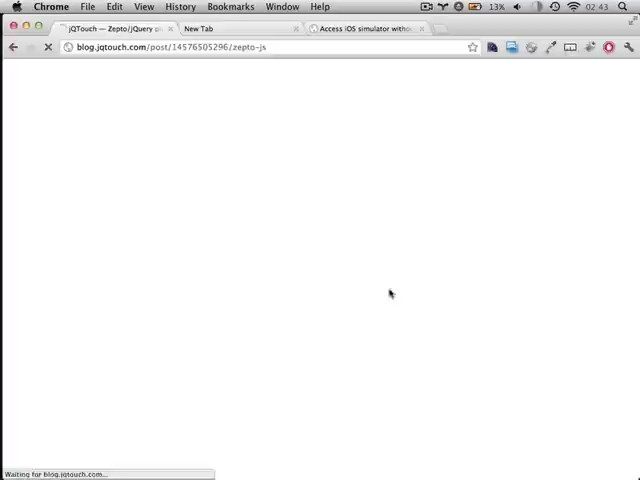 Chrome File Edit View History Bookmarks Window Help 13% 02:43
jQTouch — Zepto/jQuery New Tab Access iOS simulator
blog.jqtouch.com/post/14576505296/zepto-js
Waiting for blog.jqtouch.com...